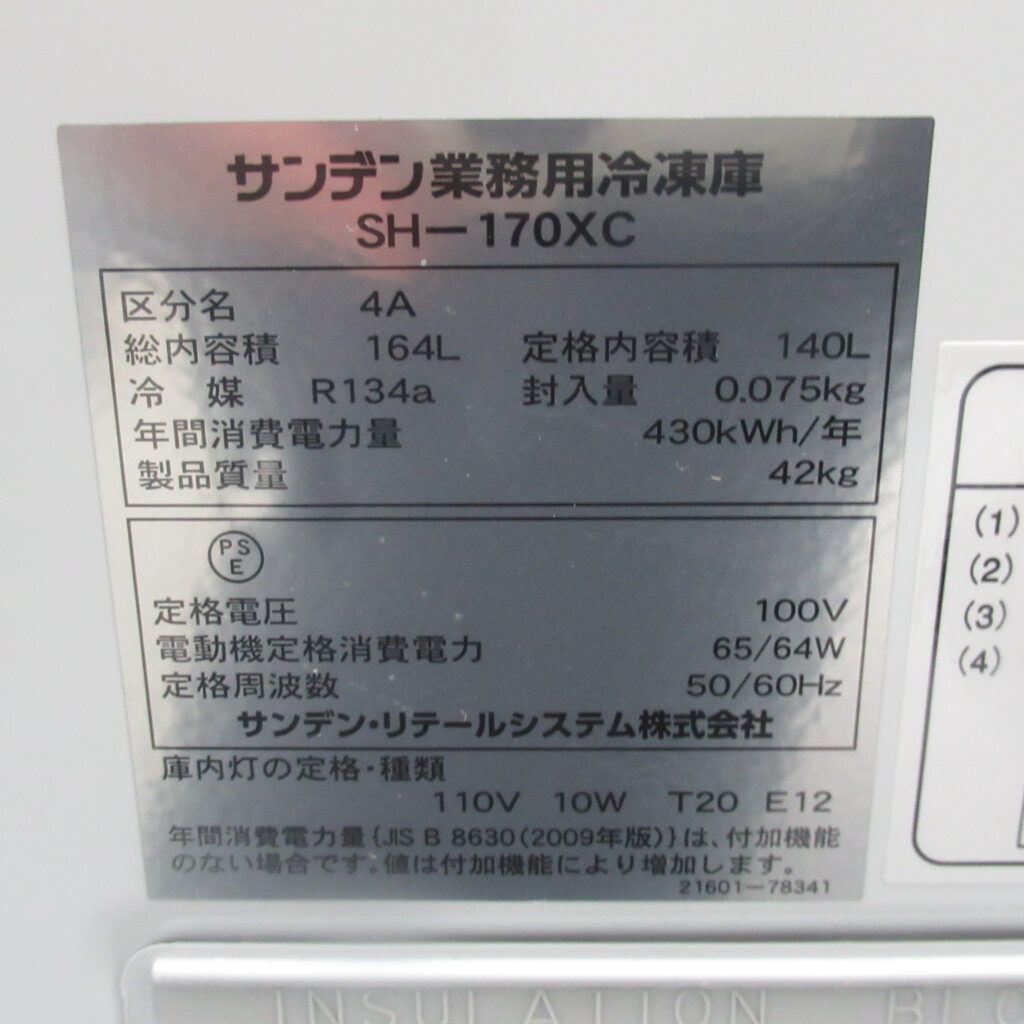 サンデン業務用冷凍庫
SH-170XC
区分名 4A
総内容積 164L 定格内容積 140L
冷 媒 R134a 封入量 0.075kg
年間消費電力量 430kWh/年
製品質量 42kg
PS
E
定格電圧 100V
電動機定格消費電力 65/64W
定格周波数 50/60Hz
サンデン・リテールシステム株式会社
庫内灯の定格・種類
110V 10W T20 E12
年間消費電力量{JIS B 8630(2009年版)}は、付加機能
のない場合です。値は付加機能により増加します。
21601-78341
(1)
(2)
(3)
(4)
INSULATION